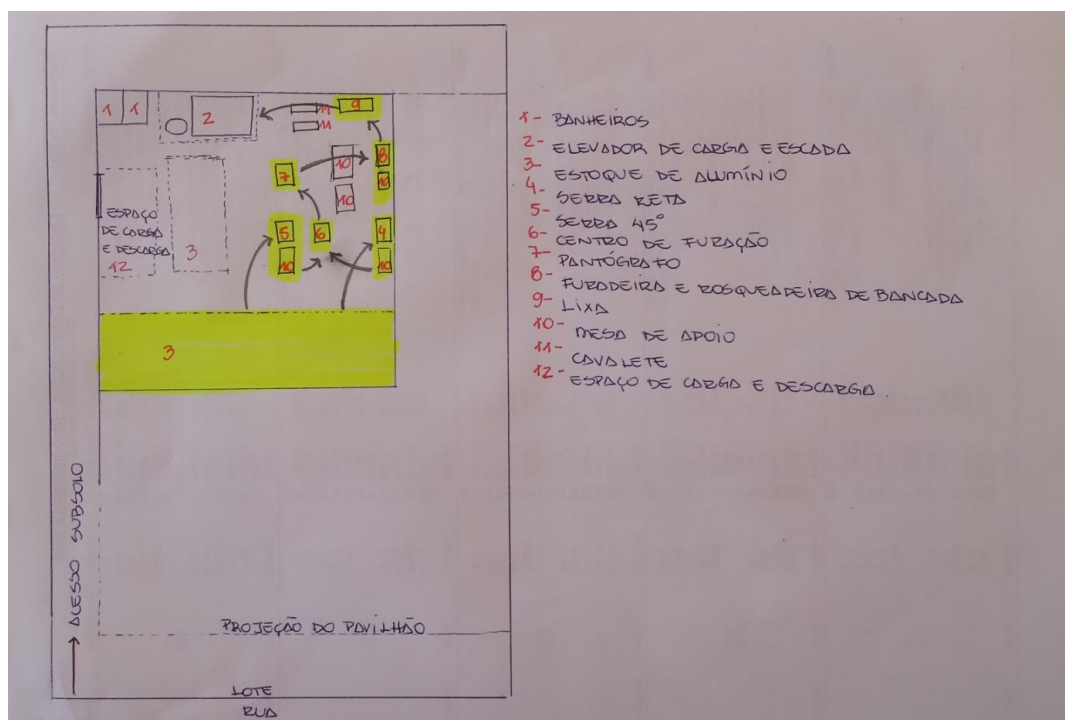 1 1
2
11
11
9
8
10
7
10
10
ESPAÇO
DE CARGA
E DESCARGA
12
3
5
6
4
10
10
3
ACESSO SUBSOLO
PROJEÇÃO DO PAVILHÃO
LOTE
RUA
1- BANHEIROS
2- ELEVADOR DE CARGA E ESCADA
3- ESTOQUE DE ALUMÍNIO
4- SERRA RETA
5- SERRA 45°
6- CENTRO DE FURAÇÃO
7- PANTÓGRAFO
8- FURADEIRA E ROSQUEADEIRA DE BANCADA
9- LIXA
10- MESA DE APOIO
11- CAVALETE
12- ESPAÇO DE CARGA E DESCARGA.